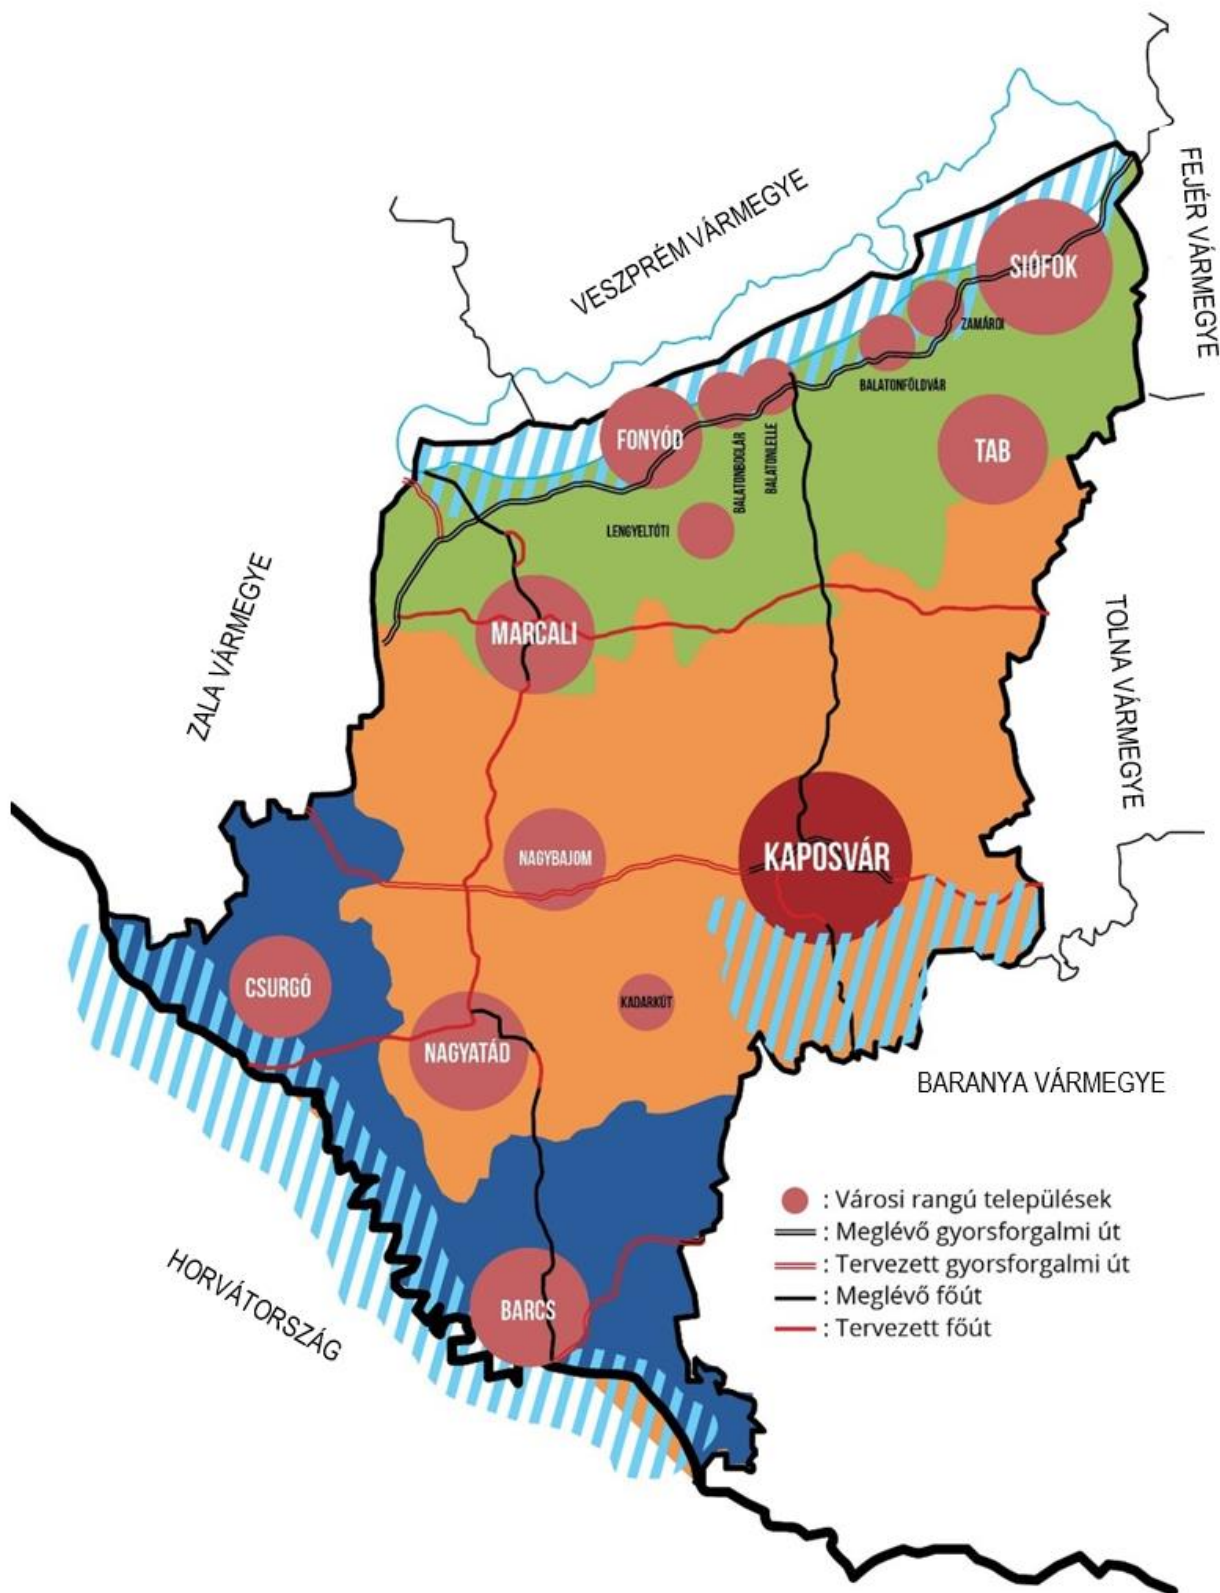 FEJÉR VÁRMEGYE
VESZPRÉM VÁRMEGYE
SIÓFOK
ZAMÁRDI
BALATONFÖLDVÁR
FONYÓD
BALATONBOGLÁR
BALATONLELLE
TAB
LENGYELTÓTI
ZALA VÁRMEGYE
MARCALI
TOLNA VÁRMEGYE
NAGYBAJOM
KAPOSVÁR
CSURGÓ
KADARKÚT
NAGYATÁD
BARANYA VÁRMEGYE
HORVÁTORSZÁG
BARCS
: Városi rangú települések
: Meglévő gyorsforgalmi út
: Tervezett gyorsforgalmi út
: Meglévő főút
: Tervezett főút